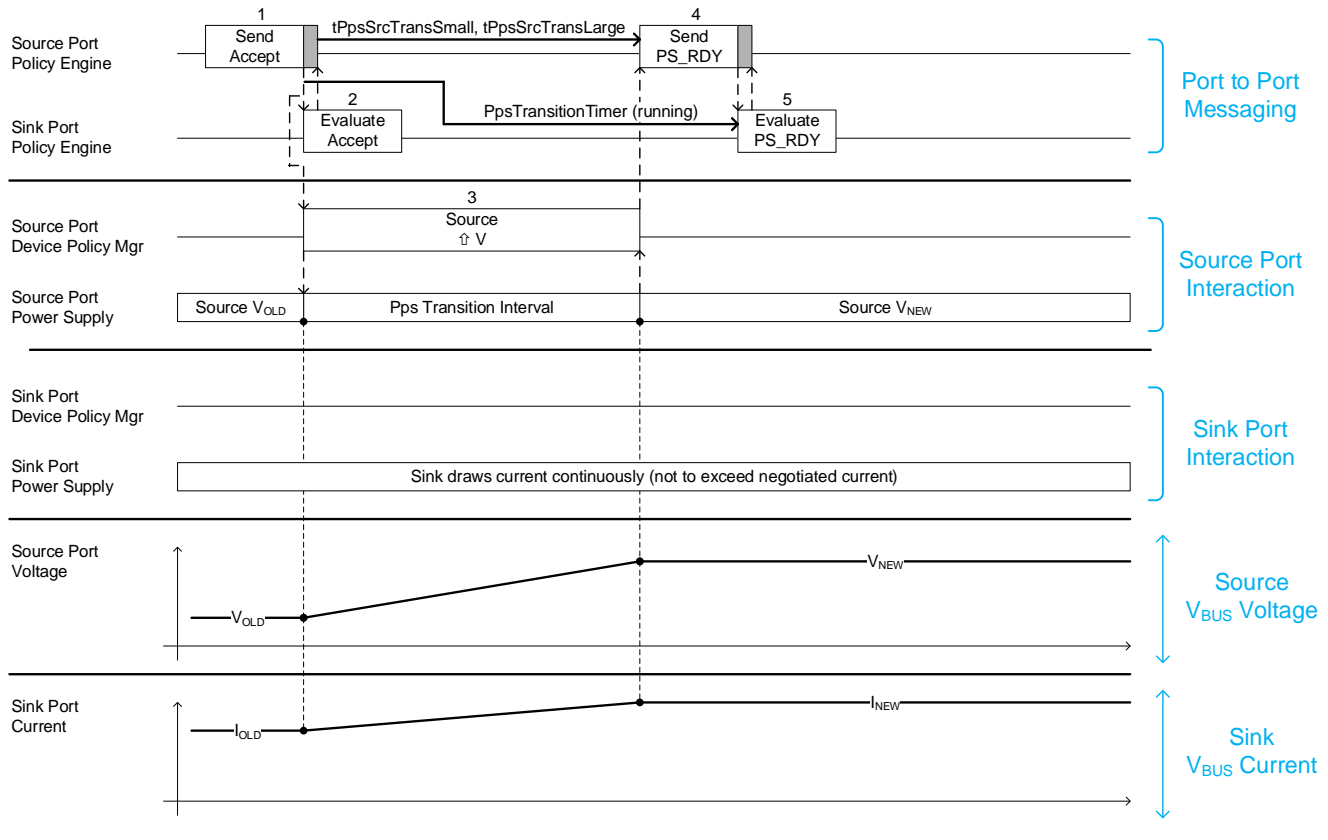 1
Send
Accept
tPpsSrcTransSmall, tPpsSrcTransLarge
4
Send
PS_RDY
Source Port
Policy Engine
Port to Port
Messaging
2
Evaluate
Accept
PpsTransitionTimer (running)
5
Evaluate
PS_RDY
Sink Port
Policy Engine
3
Source
⇧ V
Source Port
Device Policy Mgr
Source Port
Interaction
Source Port
Power Supply
Source VOLD
Pps Transition Interval
Source VNEW
Sink Port
Device Policy Mgr
Sink Port
Interaction
Sink Port
Power Supply
Sink draws current continuously (not to exceed negotiated current)
Source Port
Voltage
VOLD
VNEW
Source
VBUS Voltage
Sink Port
Current
IOLD
INEW
Sink
VBUS Current